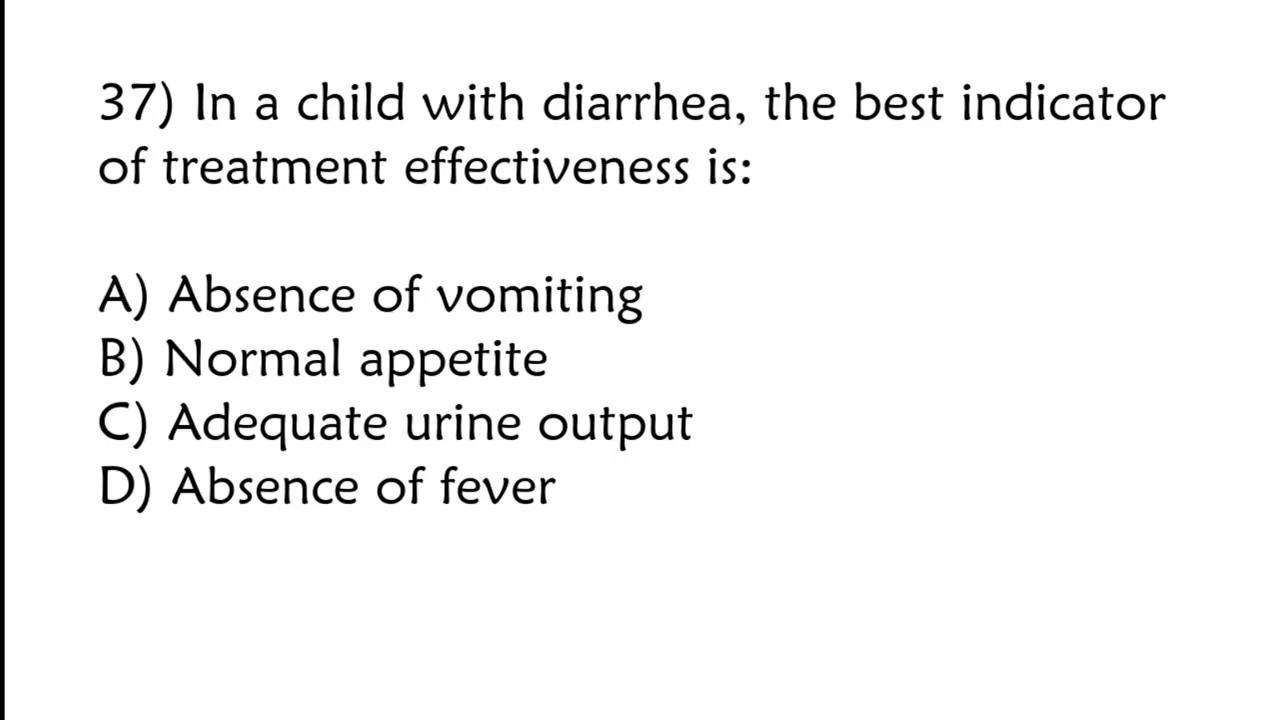 37) In a child with diarrhea, the best indicator
of treatment effectiveness is:
A) Absence of vomiting
B) Normal appetite
C) Adequate urine output
D) Absence of fever